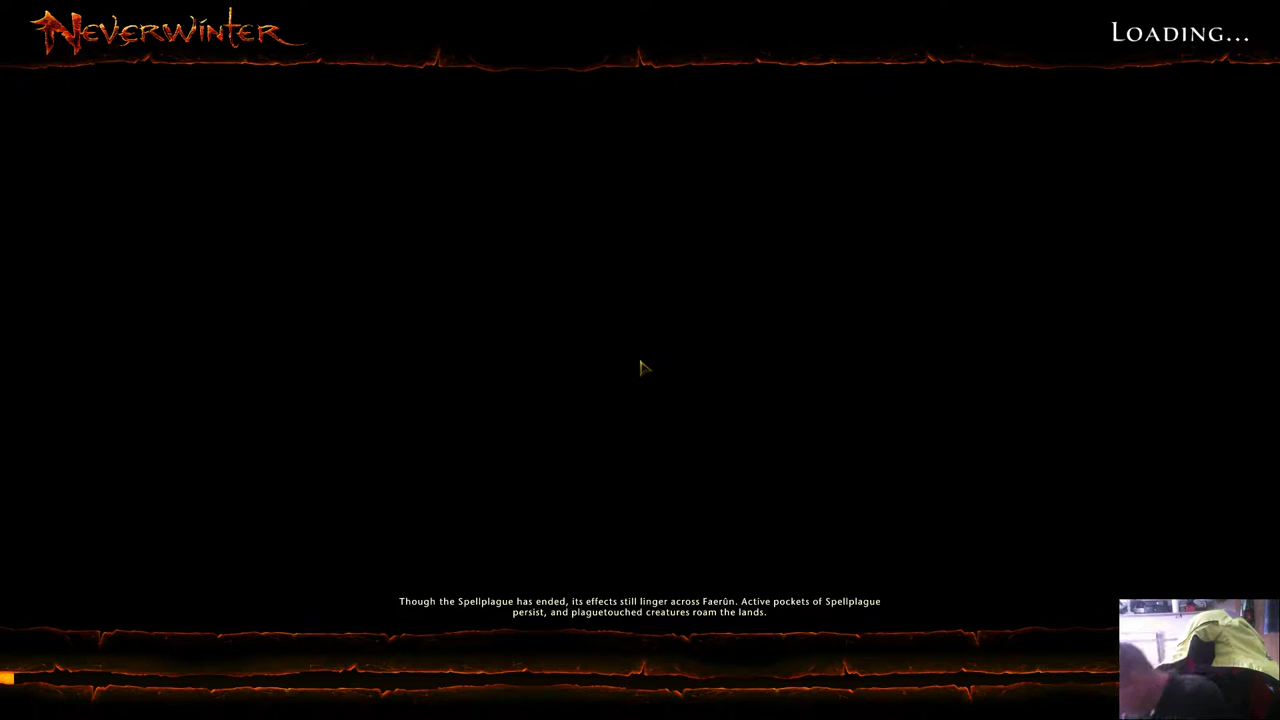 NEVERWINTER
LOADING...
Though the Spellplague has ended, its effects still linger across Faerûn. Active pockets of Spellplague
persist, and plaguetouched creatures roam the lands.